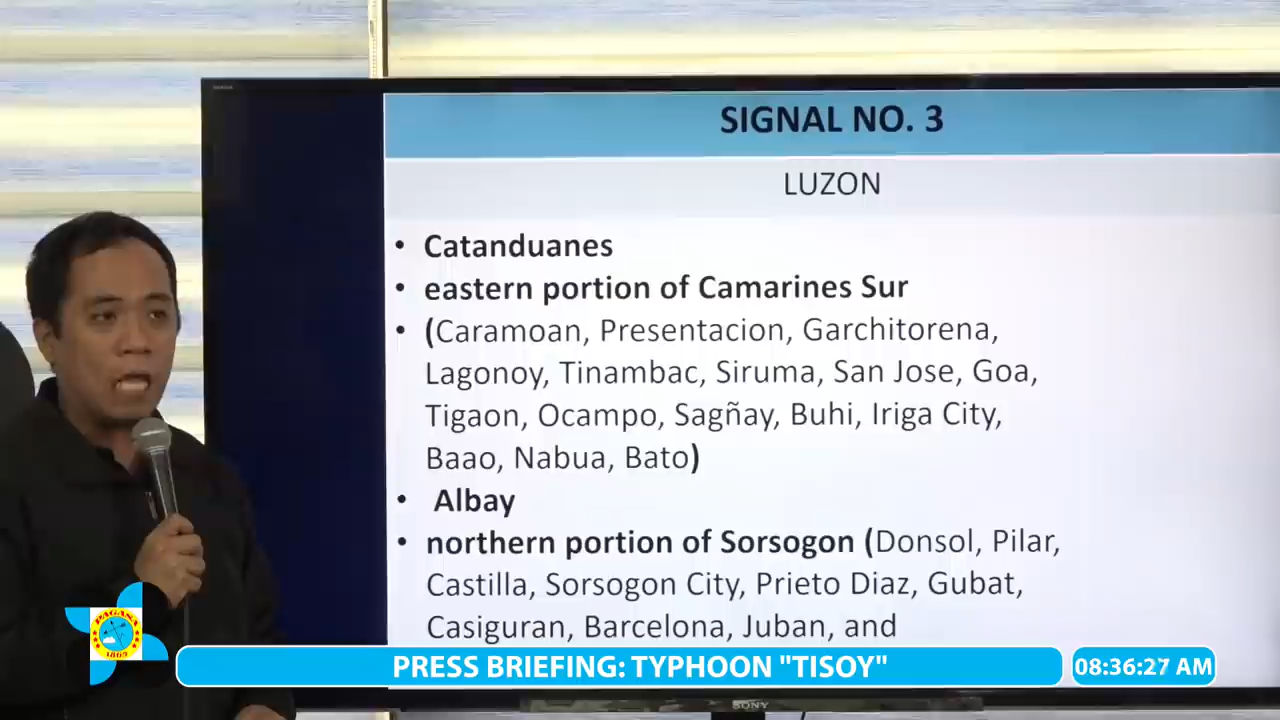 SIGNAL NO. 3
LUZON
• Catanduanes
• eastern portion of Camarines Sur
• (Caramoan, Presentacion, Garchitorena,
Lagonoy, Tinambac, Siruma, San Jose, Goa,
Tigaon, Ocampo, Sagñay, Buhi, Iriga City,
Baao, Nabua, Bato)
• Albay
• northern portion of Sorsogon (Donsol, Pilar,
Castilla, Sorsogon City, Prieto Diaz, Gubat,
Casiguran, Barcelona, Juban, and
PAGASA
1865
PRESS BRIEFING: TYPHOON "TISOY"
08:36:27 AM
SONY